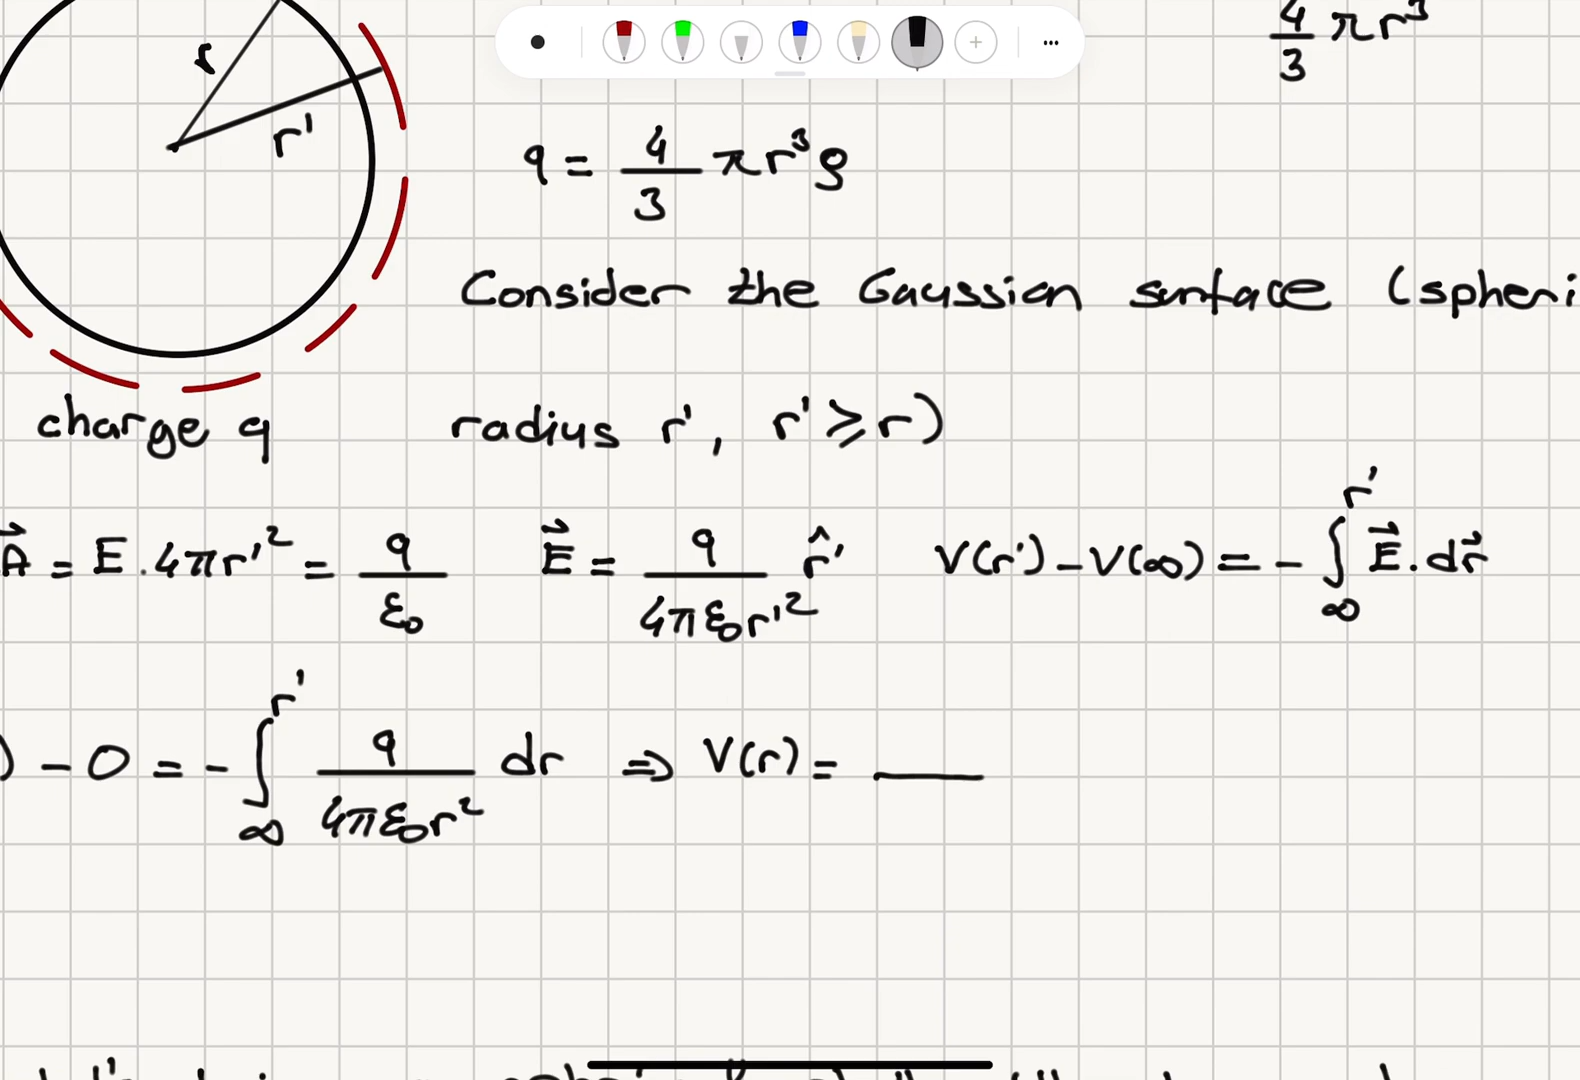 4/3 πr³
r
r'
q = 4/3 πr³ρ
Consider the Gaussian surface (spheri
charge q radius r', r' ≥ r)
A⃗ = E.4πr'² = q/ε₀ E⃗ = q/4πε₀r'² r̂' V(r') - V(∞) = - ∫_∞^r' E⃗.dr⃗
) - 0 = - ∫_∞^r' q/4πε₀r² dr ⇒ V(r) =